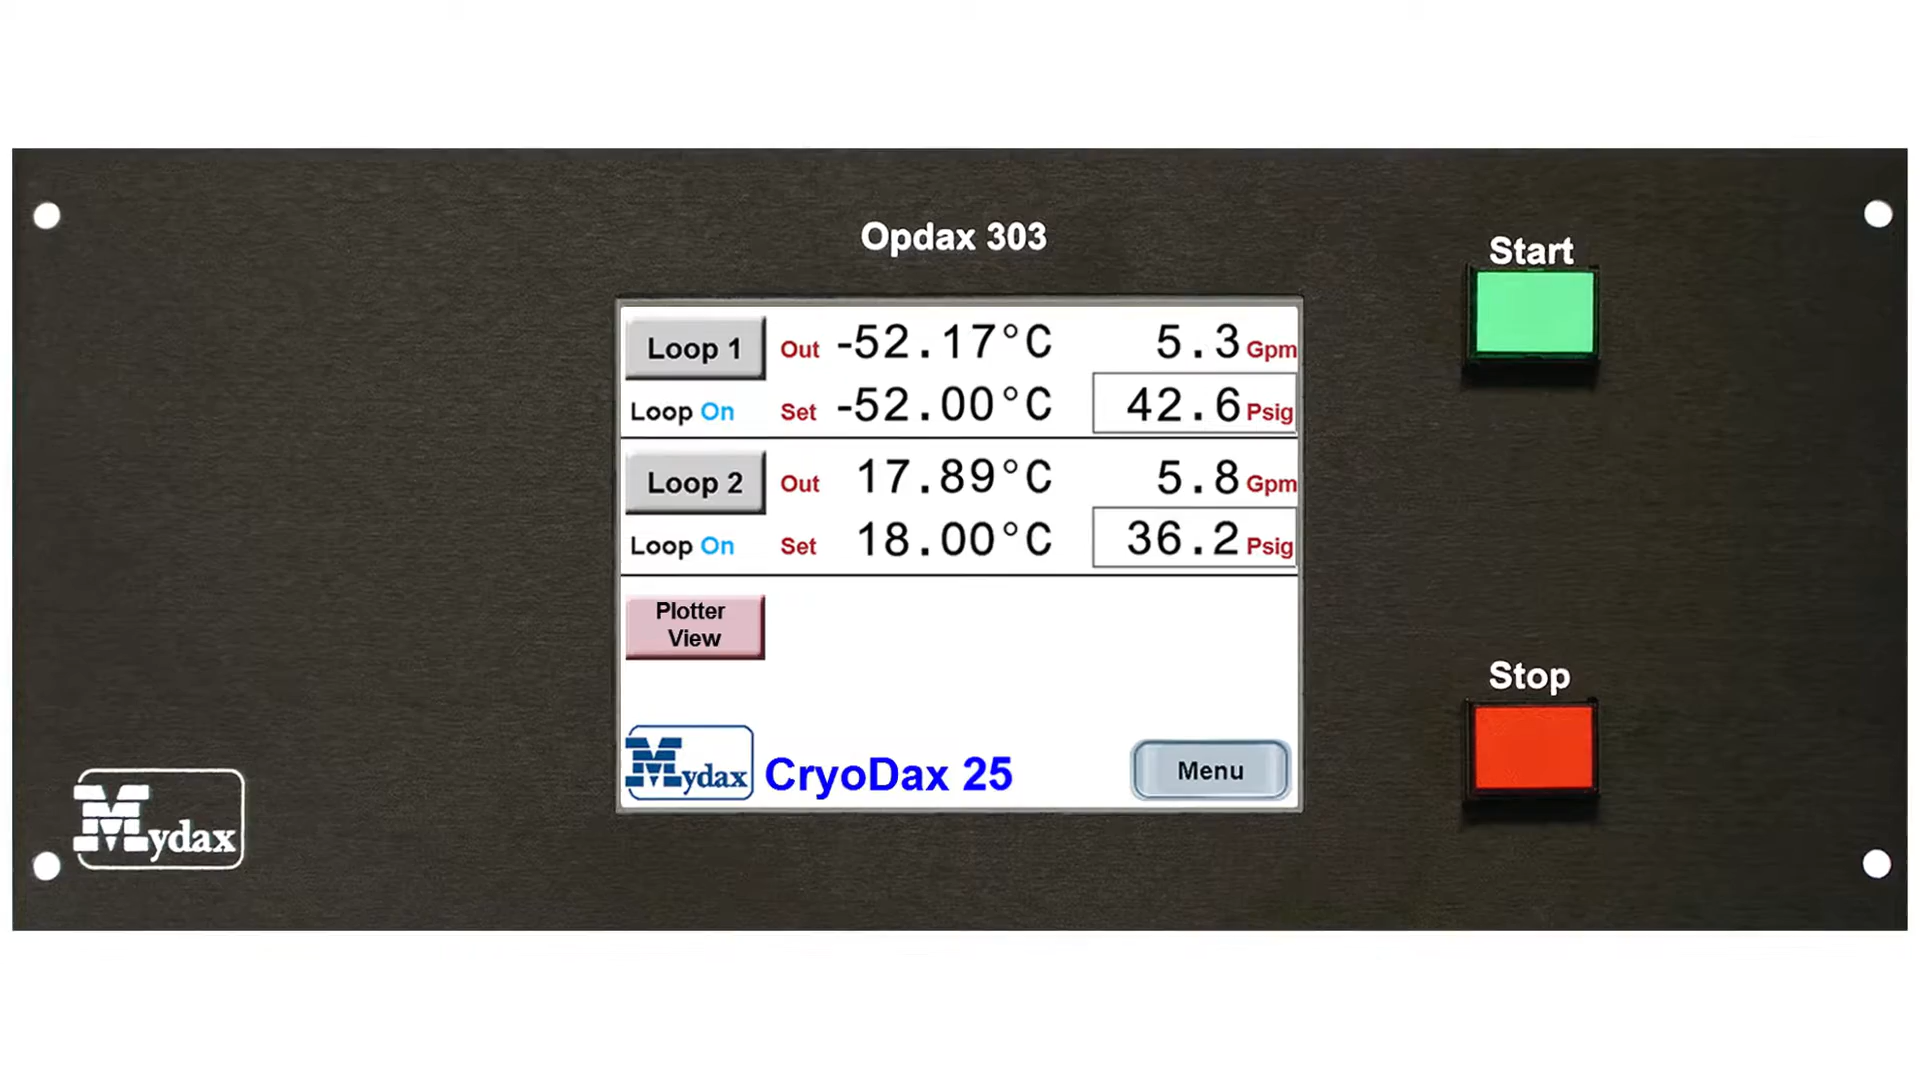 Opdax 303
Start
Loop 1 Out -52.17°C 5.3 Gpm
Loop On Set -52.00°C 42.6 Psig
Loop 2 Out 17.89°C 5.8 Gpm
Loop On Set 18.00°C 36.2 Psig
Plotter
View
Stop
Mydax CryoDax 25 Menu
Mydax